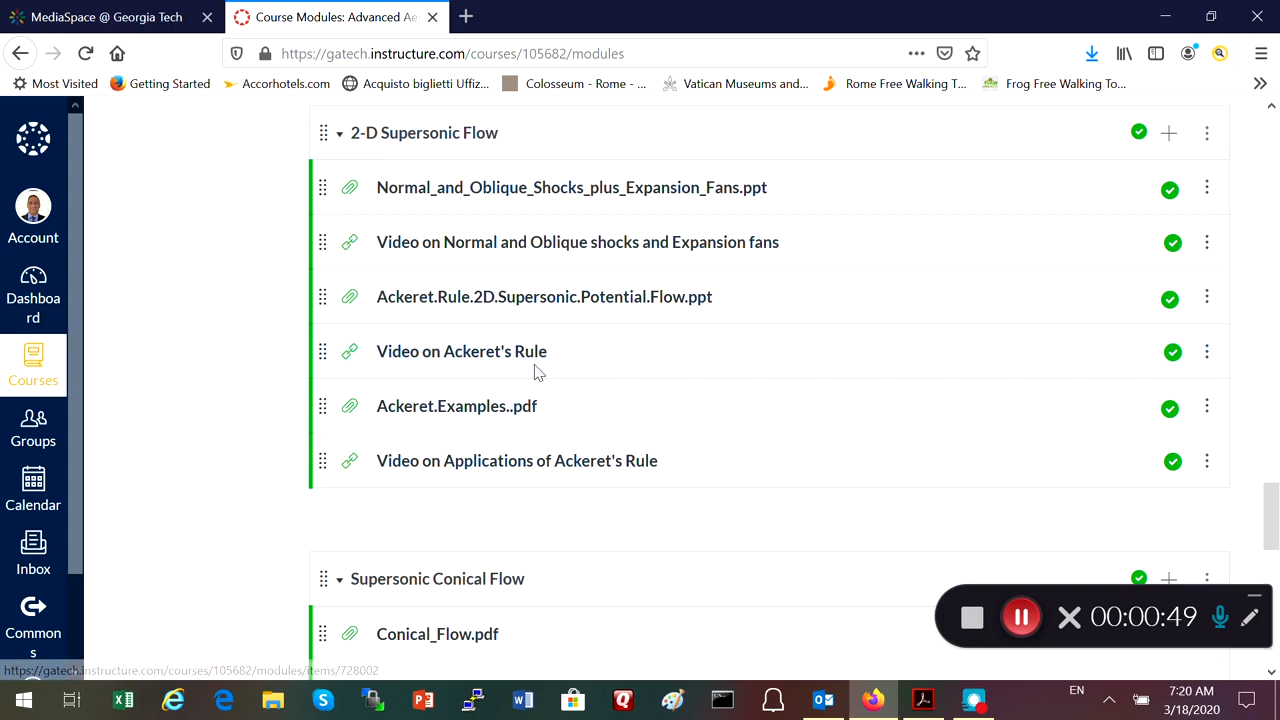 MediaSpace @ Georgia Tech
Course Modules: Advanced Ae
https://gatech.instructure.com/courses/105682/modules
Most Visited
Getting Started
Accorhotels.com
Acquisto biglietti Uffizi...
Colosseum - Rome - ...
Vatican Museums and...
Rome Free Walking T...
Frog Free Walking To...
2-D Supersonic Flow
Normal_and_Oblique_Shocks_plus_Expansion_Fans.ppt
Account
Video on Normal and Oblique shocks and Expansion fans
Dashboa
rd
Ackeret.Rule.2D.Supersonic.Potential.Flow.ppt
Video on Ackeret's Rule
Courses
Ackeret.Examples..pdf
Groups
Video on Applications of Ackeret's Rule
Calendar
Inbox
Supersonic Conical Flow
00:00:49
Common
s
Conical_Flow.pdf
https://gatech.instructure.com/courses/105682/modules/items/728002
EN
7:20 AM
3/18/2020